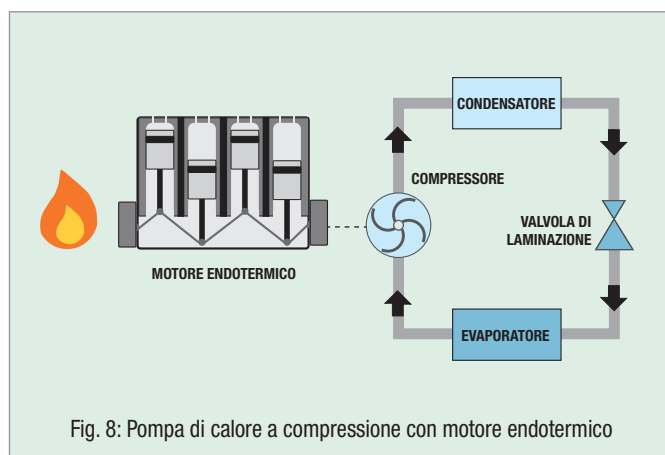 CONDENSATORE
COMPRESSORE
VALVOLA DI
LAMINAZIONE
MOTORE ENDOTERMICO
EVAPORATORE
Fig. 8: Pompa di calore a compressione con motore endotermico